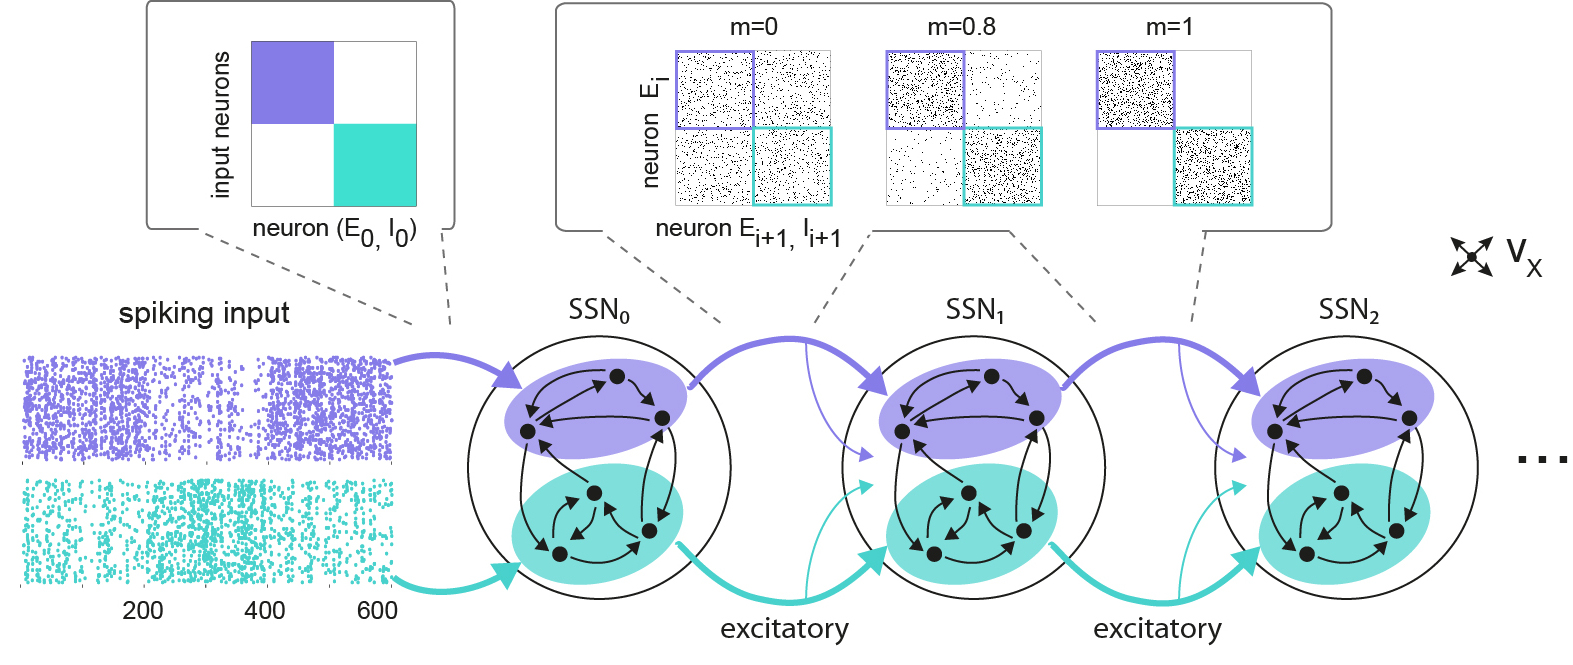 m=0 m=0.8 m=1
input neurons
neuron E_i
neuron (E_0, I_0)
neuron E_{i+1}, I_{i+1}
V_X
spiking input
SSN_0
SSN_1
SSN_2
...
200 400 600
excitatory
excitatory